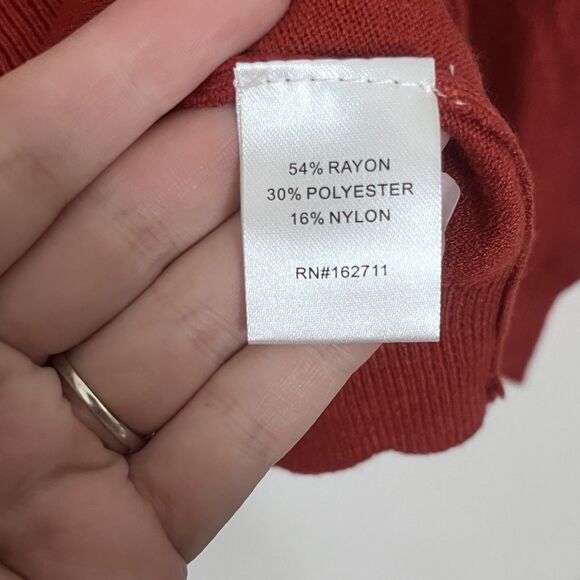 54% RAYON
30% POLYESTER
16% NYLON
RN#162711